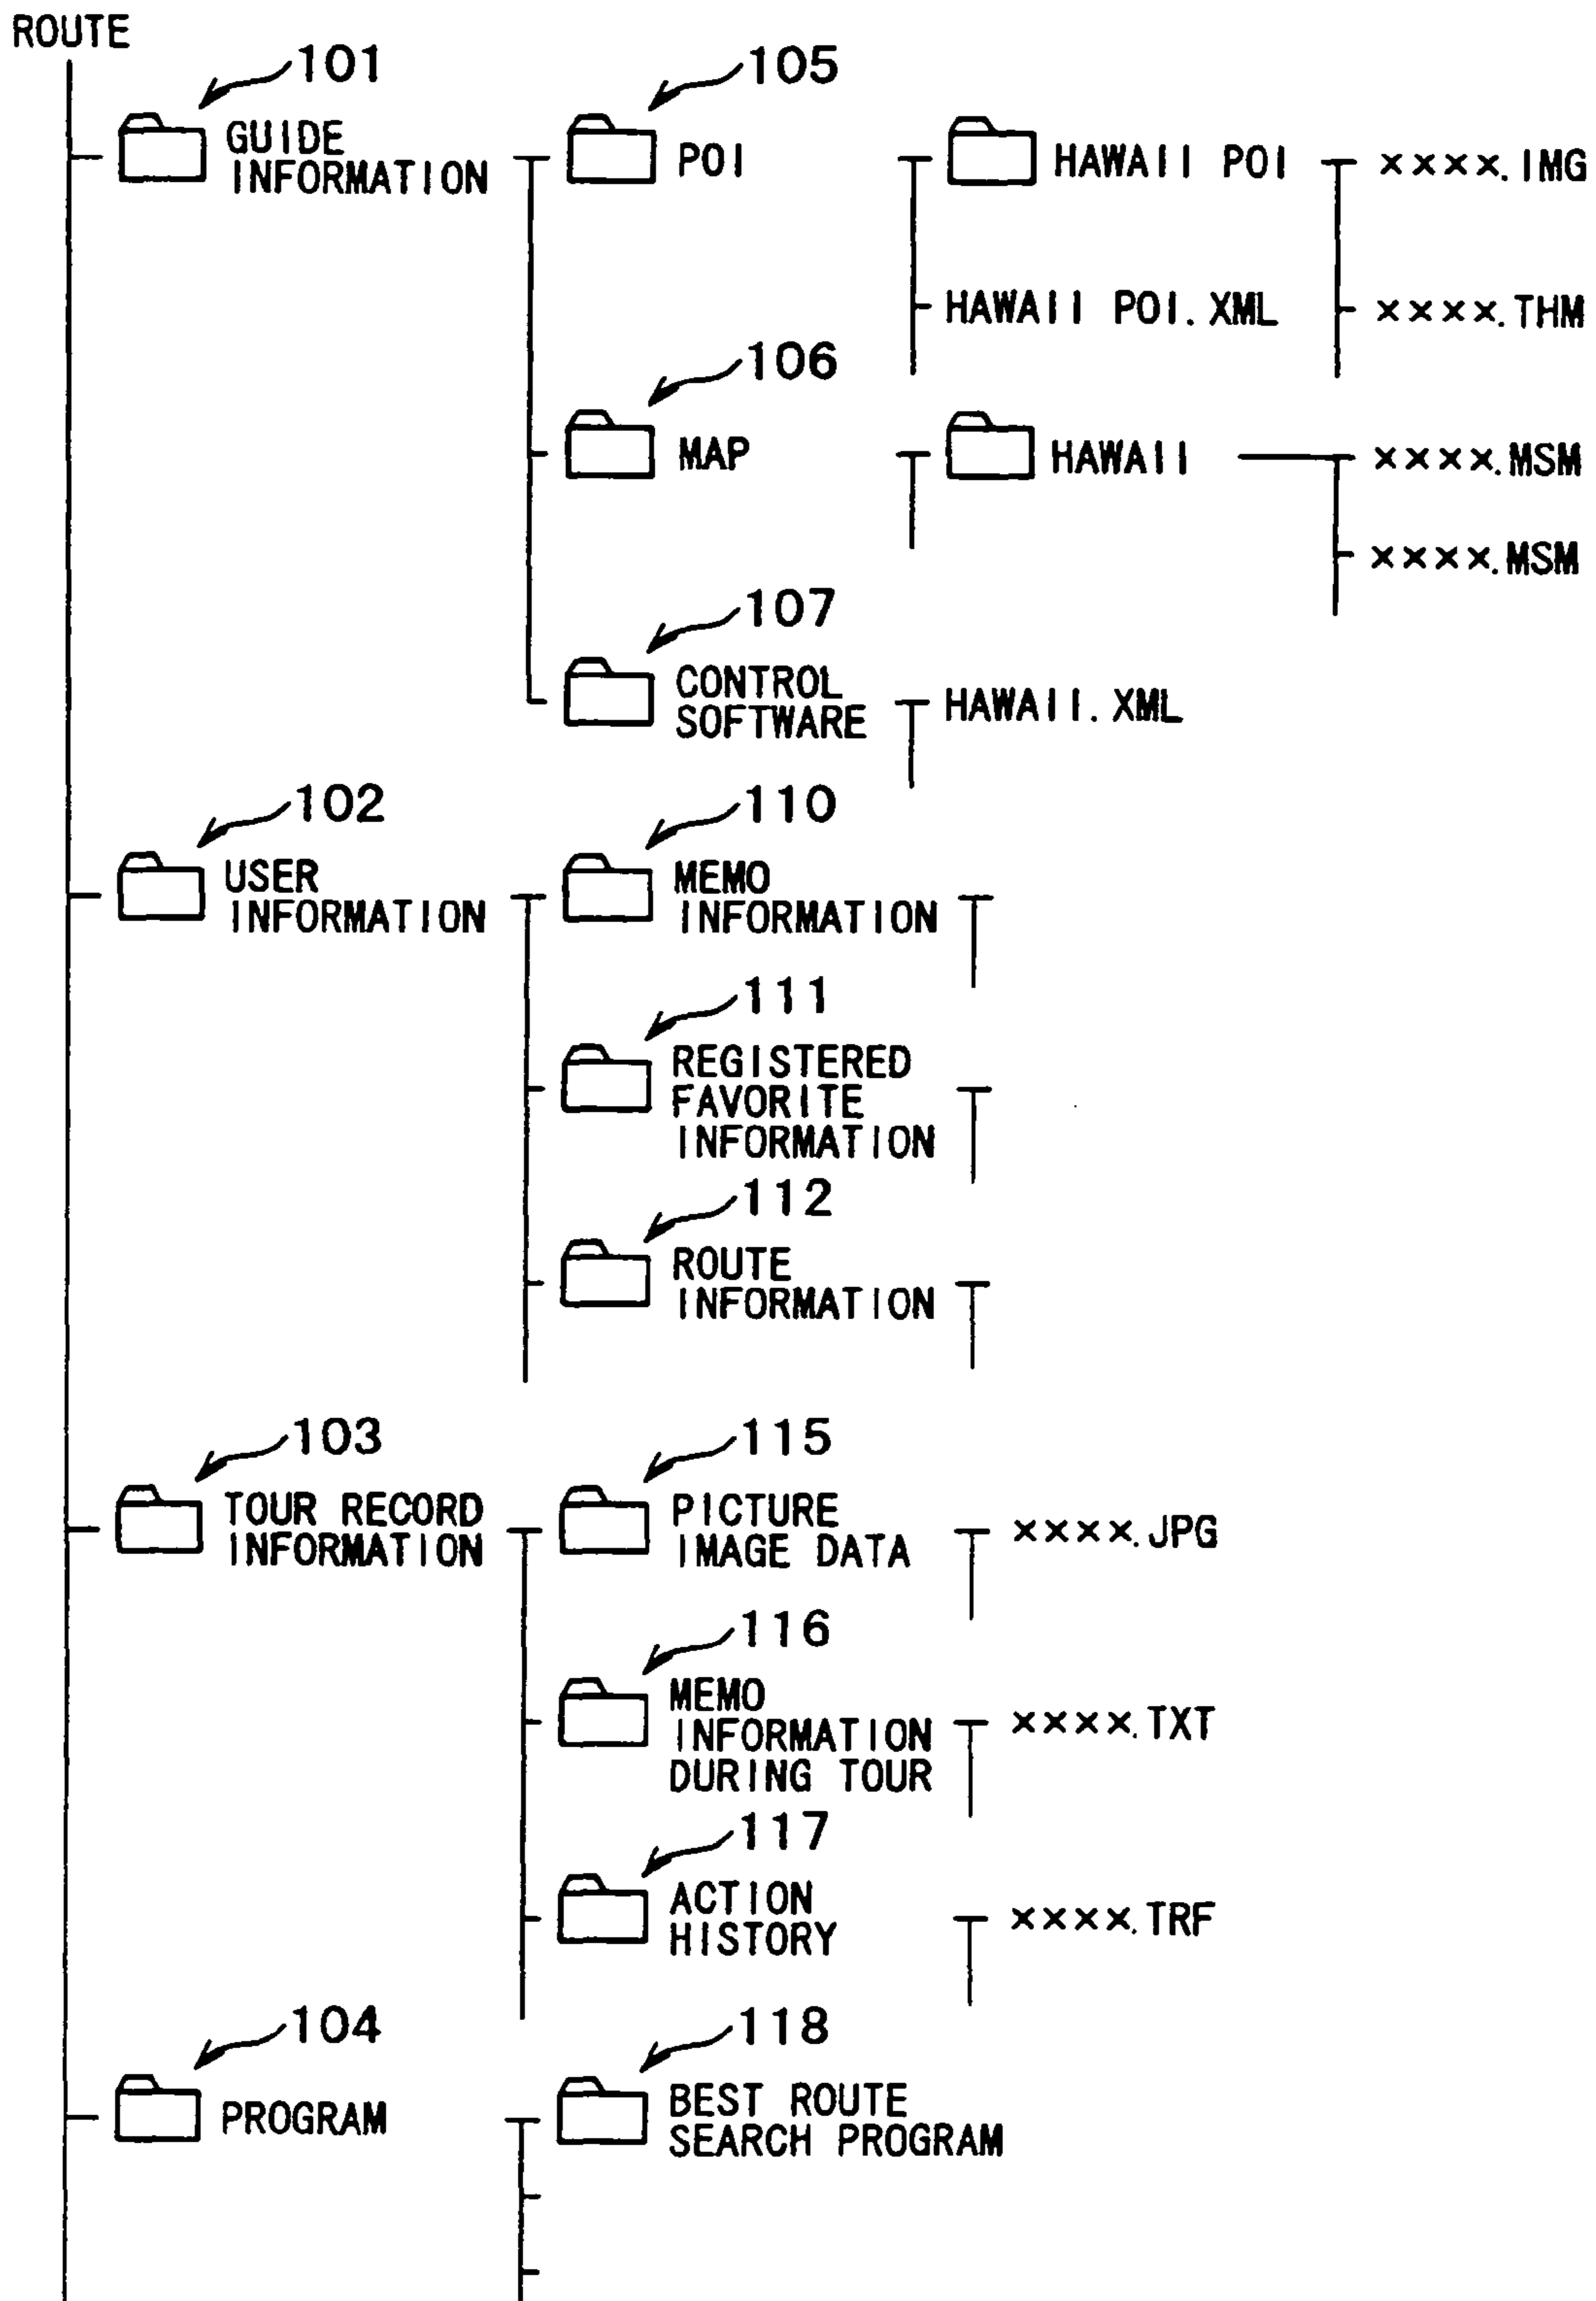 ROUTE
101
105
GUIDE
INFORMATION
POI
HAWAII POI
××××.IMG
HAWAII POI.XML
××××.THM
106
MAP
HAWAII
××××.MSM
××××.MSM
107
CONTROL
SOFTWARE
HAWAII.XML
102
110
USER
INFORMATION
MEMO
INFORMATION
111
REGISTERED
FAVORITE
INFORMATION
112
ROUTE
INFORMATION
103
115
TOUR RECORD
INFORMATION
PICTURE
IMAGE DATA
××××.JPG
116
MEMO
INFORMATION
DURING TOUR
××××.TXT
117
ACTION
HISTORY
××××.TRF
104
118
PROGRAM
BEST ROUTE
SEARCH PROGRAM